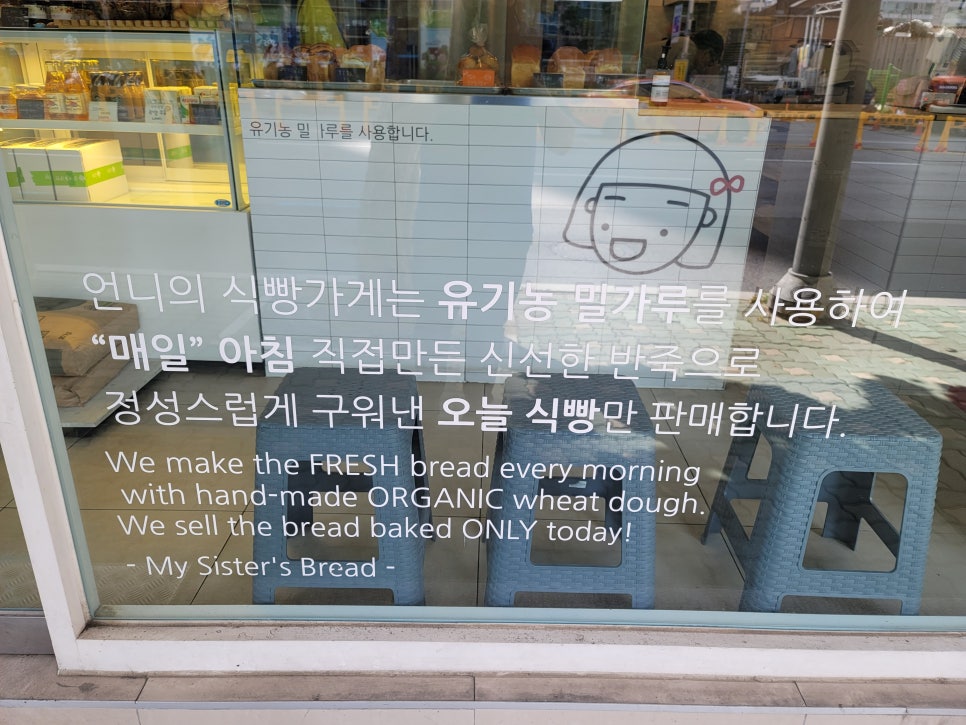 유기농 밀가루를 사용합니다.
언니의 식빵가게는 유기농 밀가루를 사용하여
“매일” 아침 직접만든 신선한 반죽으로
정성스럽게 구워낸 오늘 식빵만 판매합니다.
We make the FRESH bread every morning
with hand-made ORGANIC wheat dough.
We sell the bread baked ONLY today!
- My Sister's Bread -